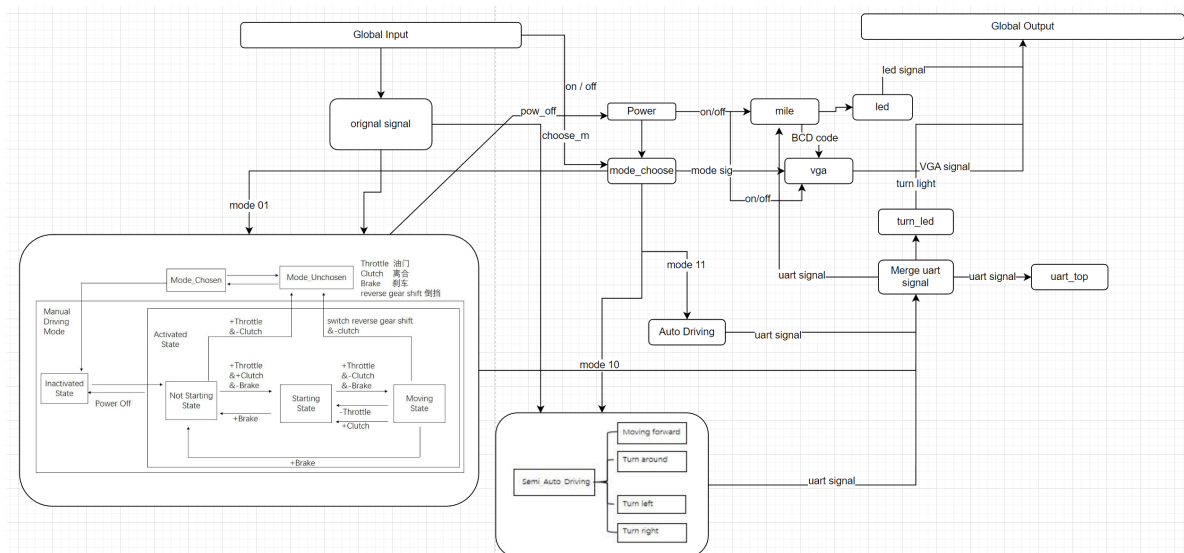 Global Input
Global Output
on / off
led signal
orignal signal
pow_off
Power
on/off
mile
led
choose_m
BCD code
mode_choose
mode sig
vga
VGA signal
turn light
on/off
mode 01
turn_led
mode 11
uart signal
Merge uart
signal
uart signal
uart_top
Mode_Chosen
Mode_Unchosen
Throttle 油门
Clutch 离合
Brake 刹车
reverse gear shift 倒挡
Manual
Driving
Mode
Activated
State
+Throttle
&-Clutch
switch reverse gear shift
&-clutch
Auto Driving
uart signal
mode 10
Inactivated
State
Power Off
Not Starting
State
+Throttle
&+Clutch
&-Brake
+Brake
Starting
State
+Throttle
&-Clutch
&-Brake
-Throttle
+Clutch
Moving
State
+Brake
Semi_Auto_Driving
Moving forward
Turn around
Turn left
Turn right
uart signal